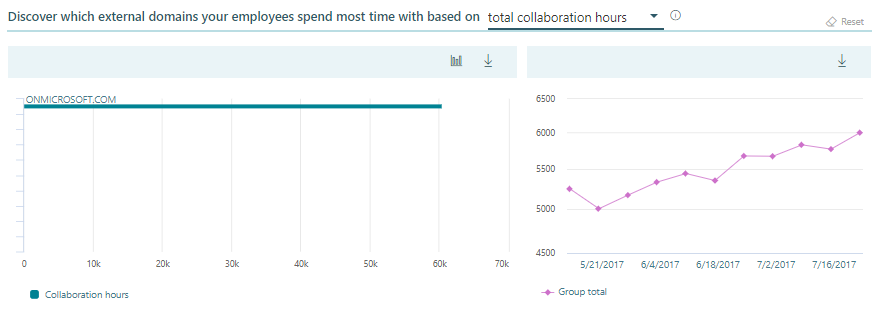 Discover which external domains your employees spend most time with based on total collaboration hours
Reset
ONMICROSOFT.COM
0 10k 20k 30k 40k 50k 60k 70k
Collaboration hours
6500
6000
5500
5000
4500
5/21/2017 6/4/2017 6/18/2017 7/2/2017 7/16/2017
Group total